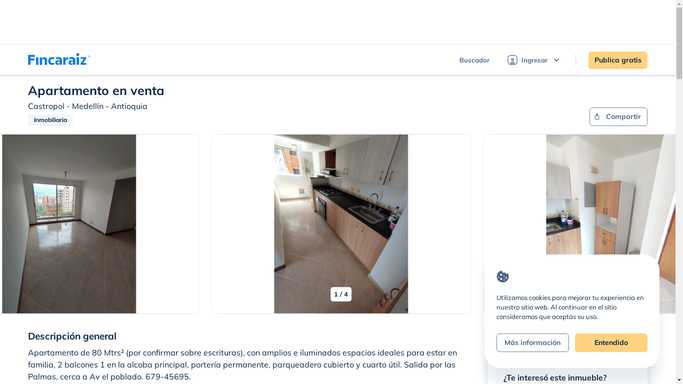 Fincaraiz
Buscador
Ingresar
Publica gratis
Apartamento en venta
Castropol - Medellín - Antioquia
Inmobiliaria
Compartir
1 / 4
Utilizamos cookies para mejorar tu experiencia en
nuestro sitio web. Al continuar en el sitio
consideramos que aceptas su uso.
Más información
Entendido
Descripción general
Apartamento de 80 Mtrs² (por confirmar sobre escrituras), con amplios e iluminados espacios ideales para estar en
familia, 2 balcones 1 en la alcoba principal, portería permanente, parqueadero cubierto y cuarto útil. Salida por las
Palmas, cerca a Av el poblado. 679-45695.
¿Te interesó este inmueble?